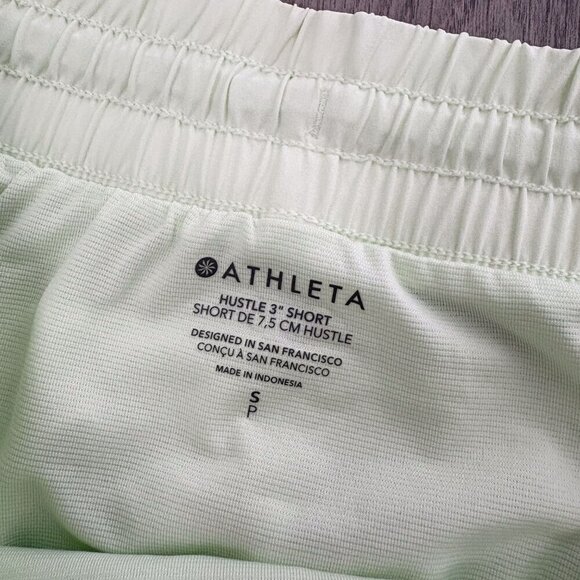 ATHLETA
HUSTLE 3" SHORT
SHORT DE 7,5 CM HUSTLE
DESIGNED IN SAN FRANCISCO
CONÇU À SAN FRANCISCO
MADE IN INDONESIA
S
P